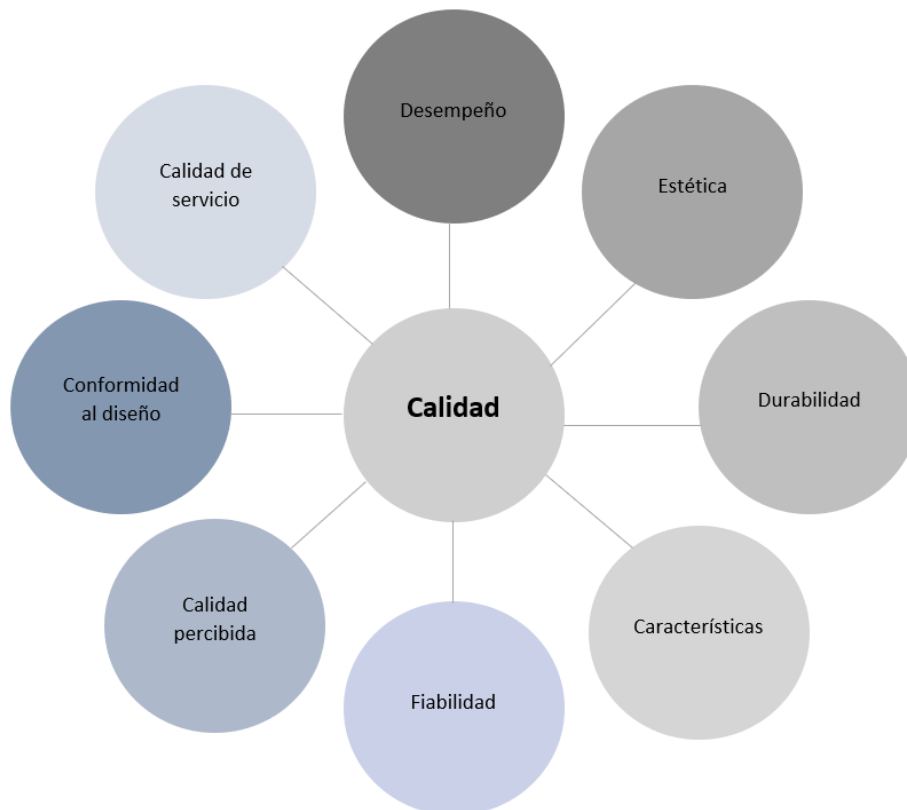 Desempeño
Estética
Calidad de
servicio
Calidad
Durabilidad
Conformidad
al diseño
Características
Calidad
percibida
Fiabilidad